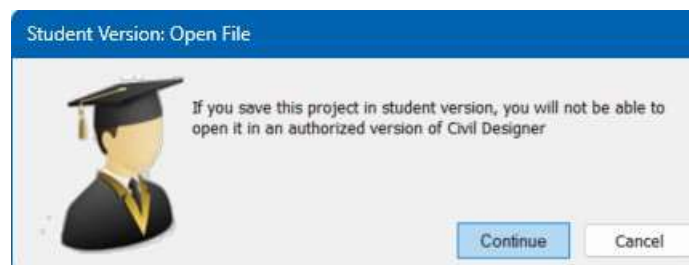 Student Version: Open File
If you save this project in student version, you will not be able to
open it in an authorized version of Civil Designer
Continue
Cancel